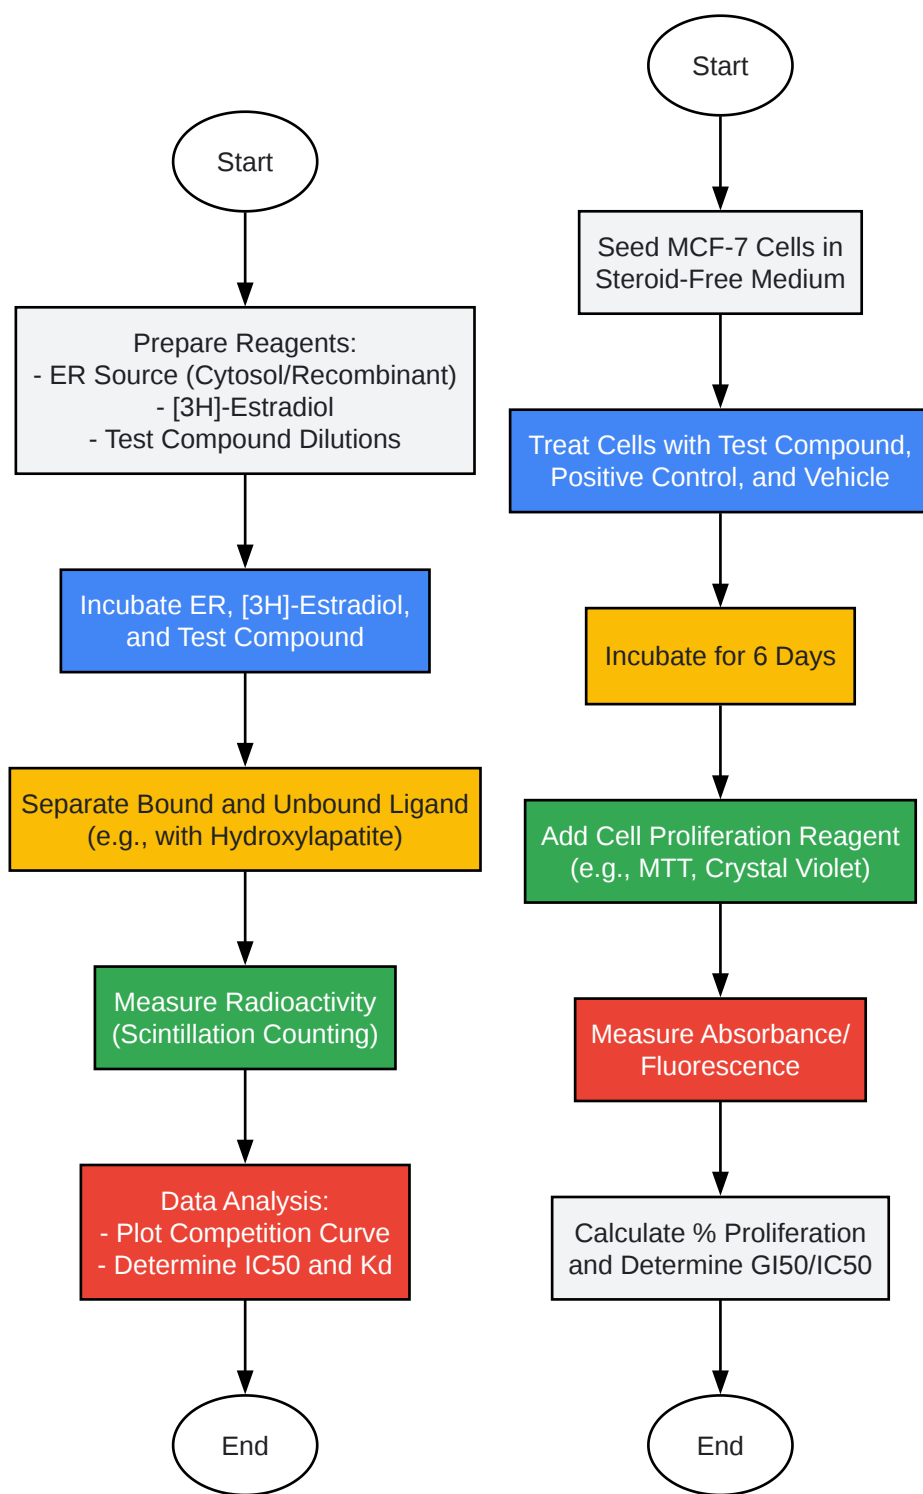 Start
Prepare Reagents:
- ER Source (Cytosol/Recombinant)
- [3H]-Estradiol
- Test Compound Dilutions
Incubate ER, [3H]-Estradiol,
and Test Compound
Separate Bound and Unbound Ligand
(e.g., with Hydroxylapatite)
Measure Radioactivity
(Scintillation Counting)
Data Analysis:
- Plot Competition Curve
- Determine IC50 and Kd
End
Start
Seed MCF-7 Cells in
Steroid-Free Medium
Treat Cells with Test Compound,
Positive Control, and Vehicle
Incubate for 6 Days
Add Cell Proliferation Reagent
(e.g., MTT, Crystal Violet)
Measure Absorbance/
Fluorescence
Calculate % Proliferation
and Determine GI50/IC50
End